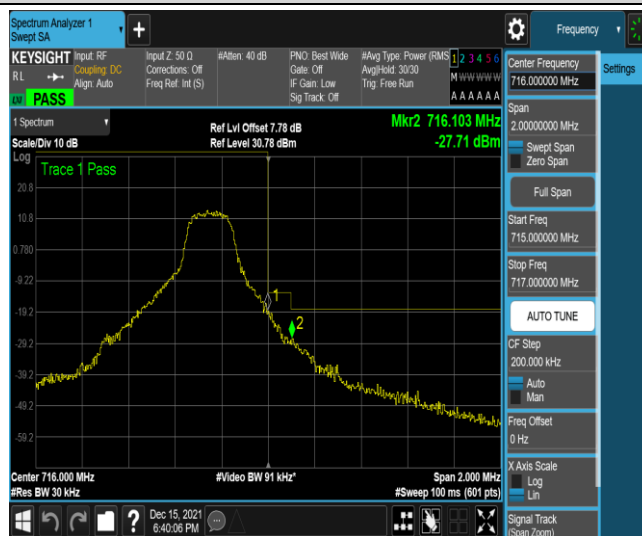 Spectrum Analyzer 1
Swept SA
+
Frequency
KEYSIGHT
RL
LXI PASS
Input: RF
Coupling: DC
Align: Auto
Input Z: 50 Ω
Corrections: Off
Freq Ref: Int (S)
#Atten: 40 dB
PNO: Best Wide
Gate: Off
IF Gain: Low
Sig Track: Off
#Avg Type: Power (RMS
Avg|Hold: 30/30
Trig: Free Run
1 2 3 4 5 6
M W W W W W
A A A A A A
1 Spectrum
Scale/Div 10 dB
Ref Lvl Offset 7.78 dB
Ref Level 30.78 dBm
Mkr2 716.103 MHz
-27.71 dBm
Log
Trace 1 Pass
20.8
10.8
0.780
-9.22
-19.2
-29.2
-39.2
-49.2
-59.2
1
2
Center 716.000 MHz
#Res BW 30 kHz
#Video BW 91 kHz*
Span 2.000 MHz
#Sweep 100 ms (601 pts)
Dec 15, 2021
6:40:06 PM
?
Center Frequency
716.000000 MHz
Span
2.00000000 MHz
Swept Span
Zero Span
Full Span
Start Freq
715.000000 MHz
Stop Freq
717.000000 MHz
AUTO TUNE
CF Step
200.000 kHz
Auto
Man
Freq Offset
0 Hz
X Axis Scale
Log
Lin
Signal Track
(Span Zoom)
Settings